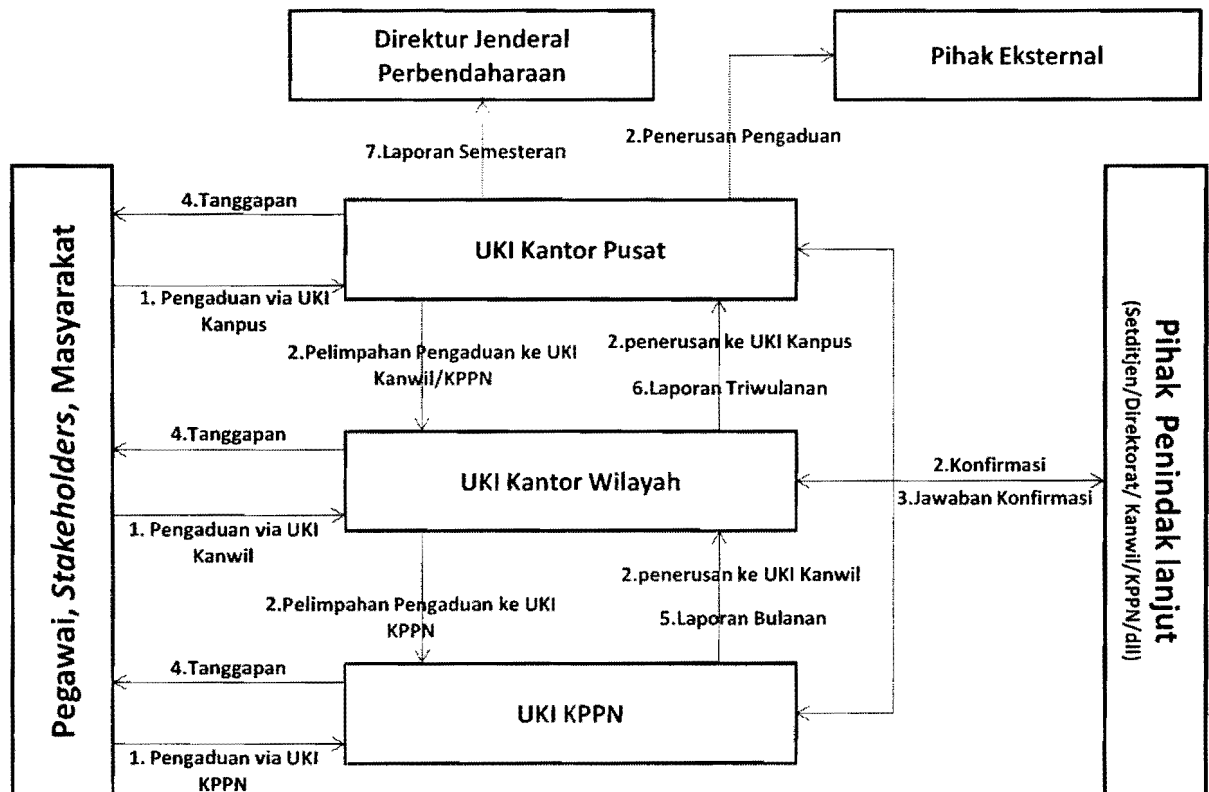 Direktur Jenderal
Perbendaharaan
Pihak Eksternal
7.Laporan Semesteran
2.Penerusan Pengaduan
Pegawai, Stakeholders, Masyarakat
4.Tanggapan
UKI Kantor Pusat
1. Pengaduan via UKI
Kanpus
2.Pelimpahan Pengaduan ke UKI
Kanwil/KPPN
2.penerusan ke UKI Kanpus
6.Laporan Triwulanan
4.Tanggapan
UKI Kantor Wilayah
1. Pengaduan via UKI
Kanwil
2.Konfirmasi
3.Jawaban Konfirmasi
2.Pelimpahan Pengaduan ke UKI
KPPN
2.penerusan ke UKI Kanwil
5.Laporan Bulanan
4.Tanggapan
UKI KPPN
1. Pengaduan via UKI
KPPN
Pihak Penindak lanjut
(Setditjen/Direktorat/ Kanwil/KPPN/dll)